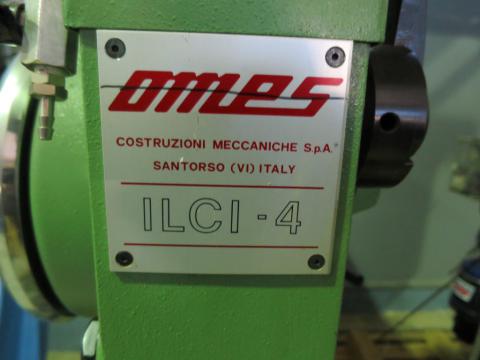 omes
COSTRUZIONI MECCANICHE S.p.A.
SANTORSO (VI) ITALY
ILCI - 4